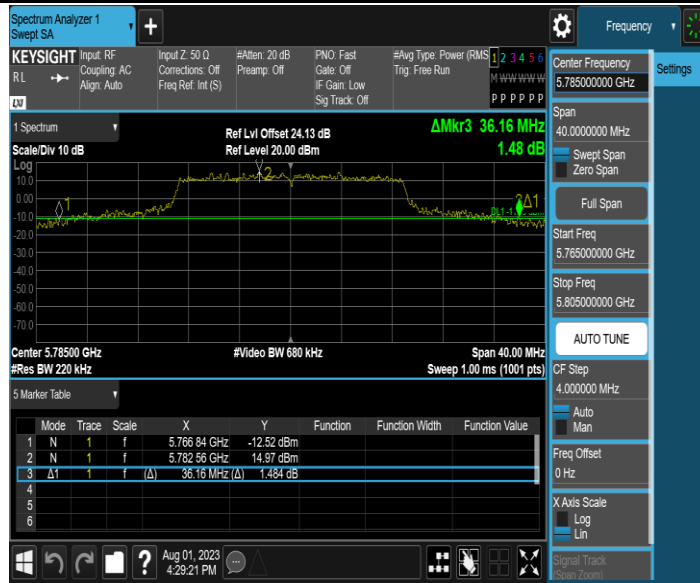 Spectrum Analyzer 1
Swept SA
+
Frequency
KEYSIGHT
RL
LXI
Input: RF
Coupling: AC
Align: Auto
Input Z: 50 Ω
Corrections: Off
Freq Ref: Int (S)
#Atten: 20 dB
Preamp: Off
PNO: Fast
Gate: Off
IF Gain: Low
Sig Track: Off
#Avg Type: Power (RMS
Trig: Free Run
1 2 3 4 5 6
M W W W W W
P P P P P P
1 Spectrum
Scale/Div 10 dB
Ref Lvl Offset 24.13 dB
Ref Level 20.00 dBm
ΔMkr3 36.16 MHz
1.48 dB
Log
10.0
0.00
-10.0
-20.0
-30.0
-40.0
-50.0
-60.0
-70.0
1
2
3Δ1
Center 5.78500 GHz
#Video BW 680 kHz
Span 40.00 MHz
#Res BW 220 kHz
Sweep 1.00 ms (1001 pts)
5 Marker Table
Mode Trace Scale X Y Function Function Width Function Value
1 N 1 f 5.766 84 GHz -12.52 dBm
2 N 1 f 5.782 56 GHz 14.97 dBm
3 Δ1 1 f (Δ) 36.16 MHz (Δ) 1.484 dB
4
5
6
Center Frequency
5.785000000 GHz
Settings
Span
40.0000000 MHz
Swept Span
Zero Span
Full Span
Start Freq
5.765000000 GHz
Stop Freq
5.805000000 GHz
AUTO TUNE
CF Step
4.000000 MHz
Auto
Man
Freq Offset
0 Hz
X Axis Scale
Log
Lin
Signal Track
(Span Zoom)
?
Aug 01, 2023
4:29:21 PM